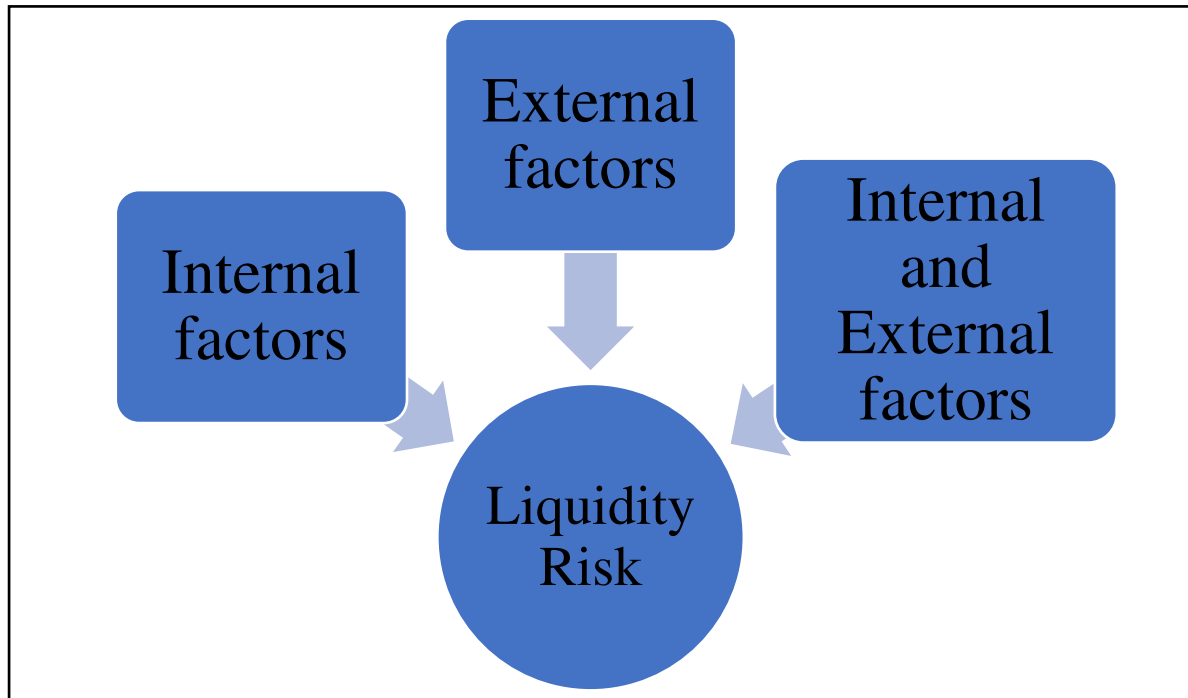 External
factors
Internal
factors
Internal
and
External
factors
Liquidity
Risk